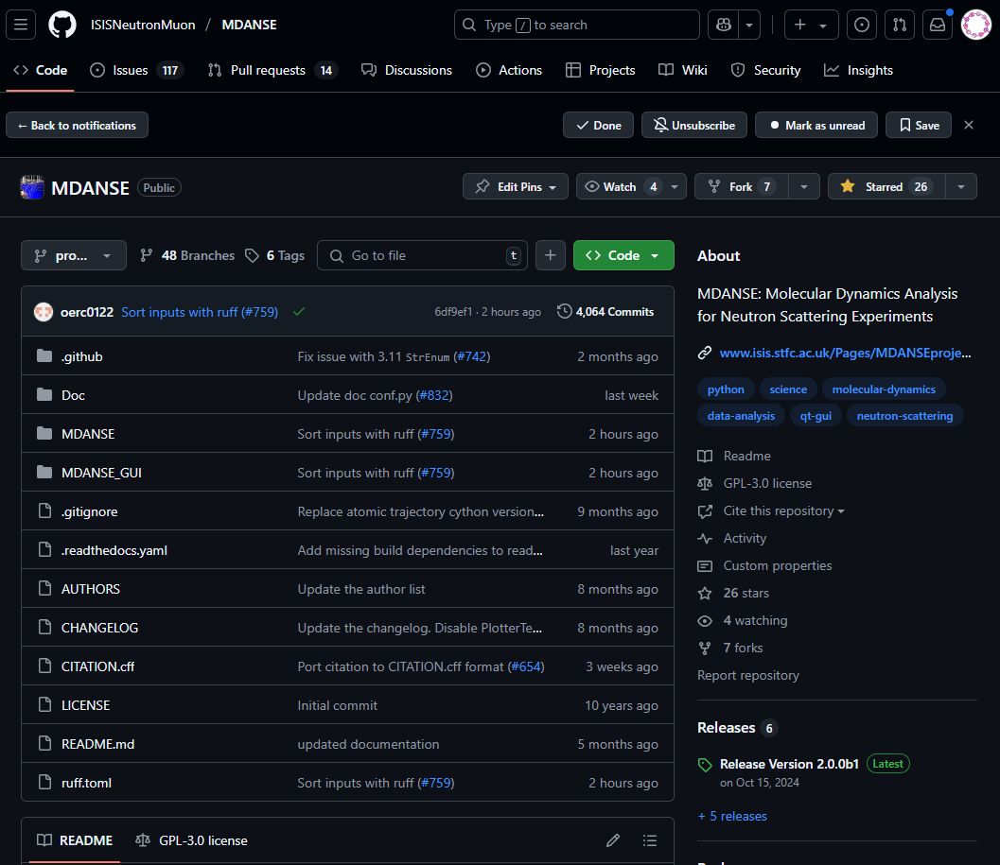 ISISNeutronMuon / MDANSE
Type / to search
Code
Issues 117
Pull requests 14
Discussions
Actions
Projects
Wiki
Security
Insights
← Back to notifications
Done
Unsubscribe
Mark as unread
Save
MDANSE Public
Edit Pins
Watch 4
Fork 7
Starred 26
pro...
48 Branches
6 Tags
Go to file t
Code
oerc0122 Sort inputs with ruff (#759) 6df9ef1 · 2 hours ago 4,064 Commits
.github Fix issue with 3.11 StrEnum (#742) 2 months ago
Doc Update doc conf.py (#832) last week
MDANSE Sort inputs with ruff (#759) 2 hours ago
MDANSE_GUI Sort inputs with ruff (#759) 2 hours ago
.gitignore Replace atomic trajectory cython version... 9 months ago
.readthedocs.yaml Add missing build dependencies to read... last year
AUTHORS Update the author list 8 months ago
CHANGELOG Update the changelog. Disable PlotterTe... 8 months ago
CITATION.cff Port citation to CITATION.cff format (#654) 3 weeks ago
LICENSE Initial commit 10 years ago
README.md updated documentation 5 months ago
ruff.toml Sort inputs with ruff (#759) 2 hours ago
README
GPL-3.0 license
About
MDANSE: Molecular Dynamics Analysis
for Neutron Scattering Experiments
www.isis.stfc.ac.uk/Pages/MDANSEproje...
python science molecular-dynamics
data-analysis qt-gui neutron-scattering
Readme
GPL-3.0 license
Cite this repository
Activity
Custom properties
26 stars
4 watching
7 forks
Report repository
Releases 6
Release Version 2.0.0b1 Latest
on Oct 15, 2024
+ 5 releases